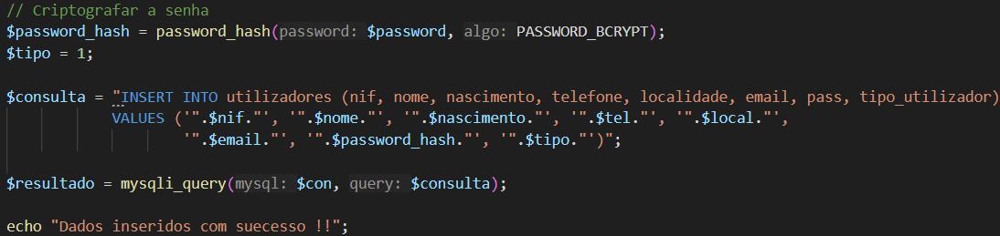 // Criptografar a senha
$password_hash = password_hash(password: $password, algo: PASSWORD_BCRYPT);
$tipo = 1;
$consulta = "INSERT INTO utilizadores (nif, nome, nascimento, telefone, localidade, email, pass, tipo_utilizador)
VALUES ('".$nif."', '".$nome."', '".$nascimento."', '".$tel."', '".$local."',
'".$email."', '".$password_hash."', '".$tipo."')";
$resultado = mysqli_query(mysql: $con, query: $consulta);
echo "Dados inseridos com suecesso !!";